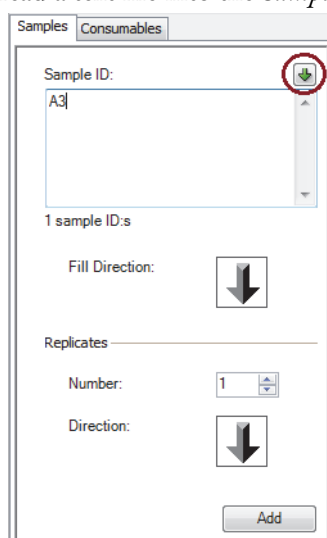 Samples Consumables
Sample ID:
A3
1 sample ID:s
Fill Direction:
Replicates
Number: 1
Direction:
Add